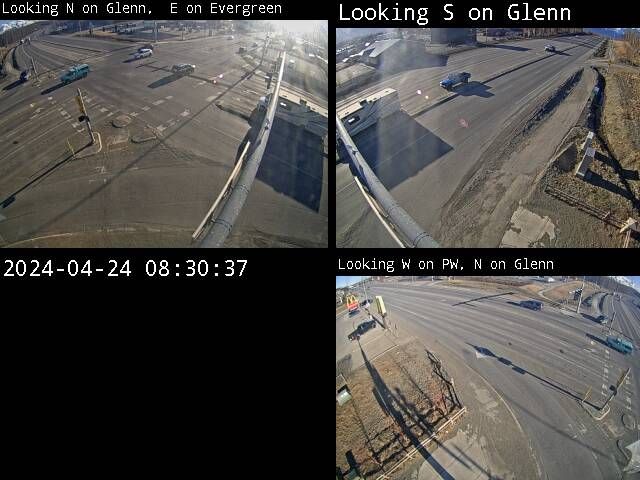 Looking N on Glenn,  E on Evergreen
Looking S on Glenn
2024-04-24 08:30:37
Looking W on PW, N on Glenn